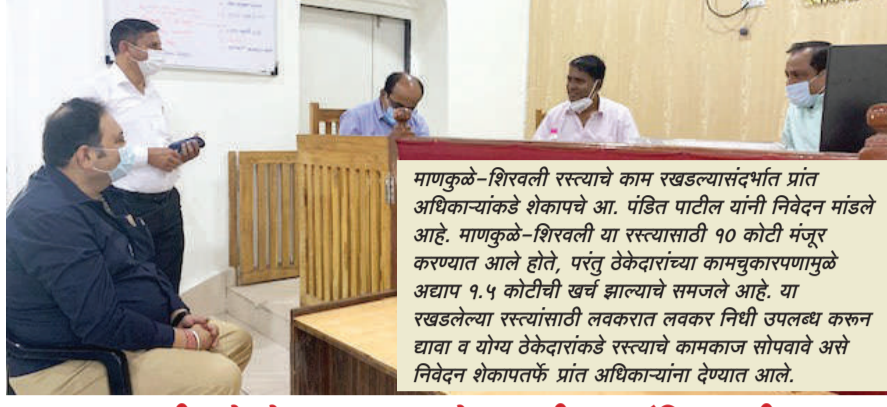 माणकुळे-शिरवली रस्त्याचे काम रखडल्यासंदर्भात प्रांत
अधिकाऱ्यांकडे शेकापचे आ. पंडित पाटील यांनी निवेदन मांडले
आहे. माणकुळे-शिरवली या रस्त्यासाठी १० कोटी मंजूर
करण्यात आले होते, परंतु ठेकेदारांच्या कामचुकारपणामुळे
अद्याप १.५ कोटीची खर्च झाल्याचे समजले आहे. या
रखडलेल्या रस्त्यांसाठी लवकरात लवकर निधी उपलब्ध करून
द्यावा व योग्य ठेकेदारांकडे रस्त्याचे कामकाज सोपवावे असे
निवेदन शेकापतर्फे प्रांत अधिकाऱ्यांना देण्यात आले.